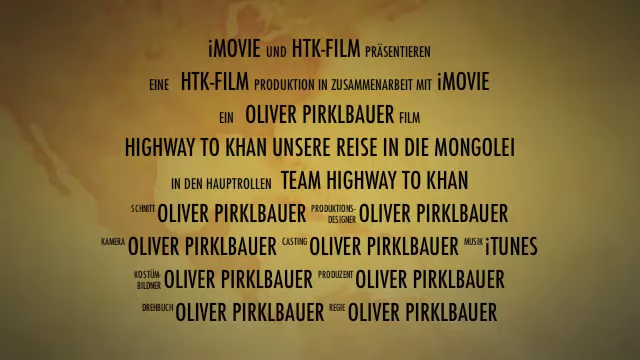 iMOVIE UND HTK-FILM PRÄSENTIEREN
EINE HTK-FILM PRODUKTION IN ZUSAMMENARBEIT MIT iMOVIE
EIN OLIVER PIRKLBAUER FILM
HIGHWAY TO KHAN UNSERE REISE IN DIE MONGOLEI
IN DEN HAUPTROLLEN TEAM HIGHWAY TO KHAN
SCHNITT OLIVER PIRKLBAUER PRODUKTIONS-DESIGNER OLIVER PIRKLBAUER
KAMERA OLIVER PIRKLBAUER CASTING OLIVER PIRKLBAUER MUSIK iTUNES
KOSTÜM-BILDNER OLIVER PIRKLBAUER PRODUZENT OLIVER PIRKLBAUER
DREHBUCH OLIVER PIRKLBAUER REGIE OLIVER PIRKLBAUER